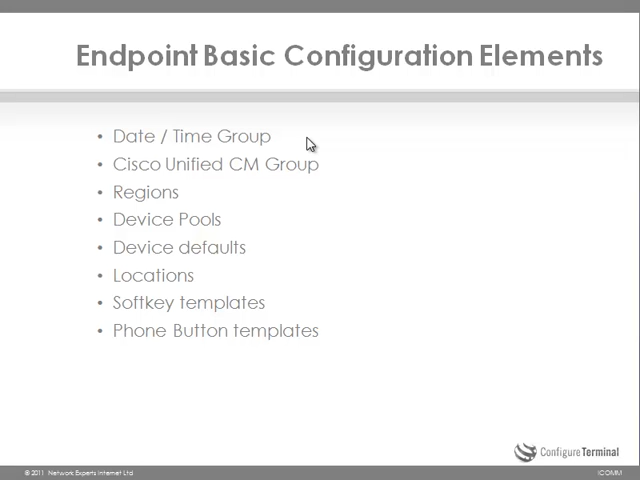 Endpoint Basic Configuration Elements
• Date / Time Group
• Cisco Unified CM Group
• Regions
• Device Pools
• Device defaults
• Locations
• Softkey templates
• Phone Button templates
Configure Terminal
© 2011 Network Experts Internet Ltd
ICOMM